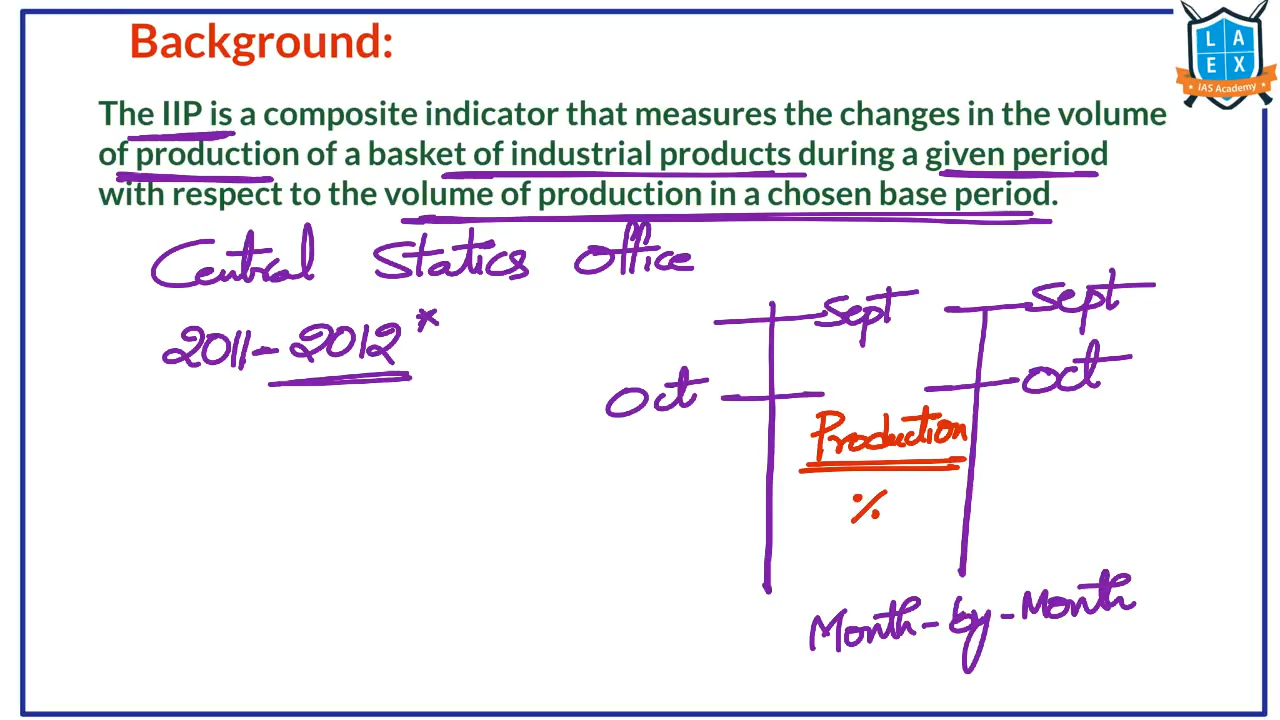 Background:
LA
EX
IAS Academy
The IIP is a composite indicator that measures the changes in the volume
of production of a basket of industrial products during a given period
with respect to the volume of production in a chosen base period.
Central Statics Office
2011-2012*
Sept
Sept
Oct
Oct
Production
%
Month-by-Month